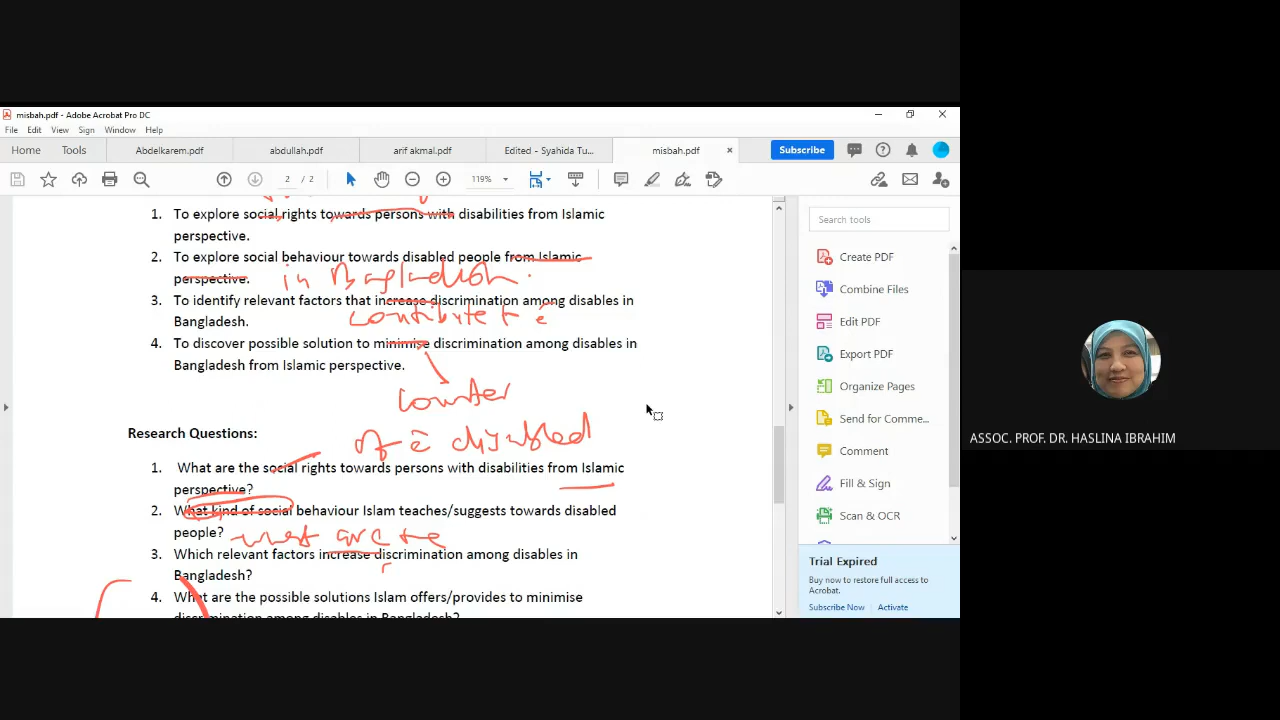 misbah.pdf - Adobe Acrobat Pro DC
File Edit View Sign Window Help
Home Tools Abdelkarem.pdf abdullah.pdf arif akmal.pdf Edited - Syahida Tu... misbah.pdf × Subscribe
2 / 2 119%
1. To explore social rights towards persons with disabilities from Islamic
perspective.
2. To explore social behaviour towards disabled people from Islamic
perspective. in Bangladesh.
3. To identify relevant factors that increase discrimination among disables in
Bangladesh. contribute t
4. To discover possible solution to minimise discrimination among disables in
Bangladesh from Islamic perspective.
counter
Research Questions: of disabled
1. What are the social rights towards persons with disabilities from Islamic
perspective?
2. What kind of social behaviour Islam teaches/suggests towards disabled
people? what are the
3. Which relevant factors increase discrimination among disables in
Bangladesh?
4. What are the possible solutions Islam offers/provides to minimise
discrimination among disables in Bangladesh?
Search tools
Create PDF
Combine Files
Edit PDF
Export PDF
Organize Pages
Send for Comme...
Comment
Fill & Sign
Scan & OCR
Trial Expired
Buy now to restore full access to
Acrobat.
Subscribe Now Activate
ASSOC. PROF. DR. HASLINA IBRAHIM